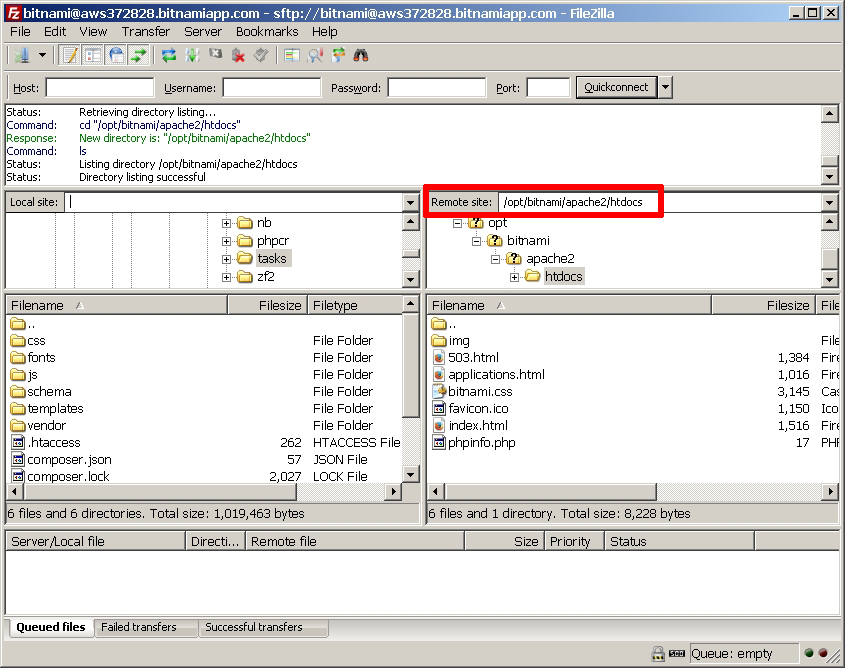 bitnami@aws372828.bitnamiapp.com - sftp://bitnami@aws372828.bitnamiapp.com - FileZilla
File Edit View Transfer Server Bookmarks Help
Host: Username: Password: Port: Quickconnect
Status: Retrieving directory listing...
Command: cd "/opt/bitnami/apache2/htdocs"
Response: New directory is: "/opt/bitnami/apache2/htdocs"
Command: ls
Status: Listing directory /opt/bitnami/apache2/htdocs
Status: Directory listing successful
Local site:
nb
phpcr
tasks
zf2
Remote site: /opt/bitnami/apache2/htdocs
opt
bitnami
apache2
htdocs
Filename Filesize Filetype
..
css File Folder
fonts File Folder
js File Folder
schema File Folder
templates File Folder
vendor File Folder
.htaccess 262 HTACCESS File
composer.json 57 JSON File
composer.lock 2,027 LOCK File
6 files and 6 directories. Total size: 1,019,463 bytes
Filename Filesize File
..
img File
503.html 1,384 Fire
applications.html 1,016 Fire
bitnami.css 3,145 Cas
favicon.ico 1,150 Ico
index.html 1,516 Fire
phpinfo.php 17 PHP
6 files and 1 directory. Total size: 8,228 bytes
Server/Local file Directi... Remote file Size Priority Status
Queued files Failed transfers Successful transfers
Queue: empty